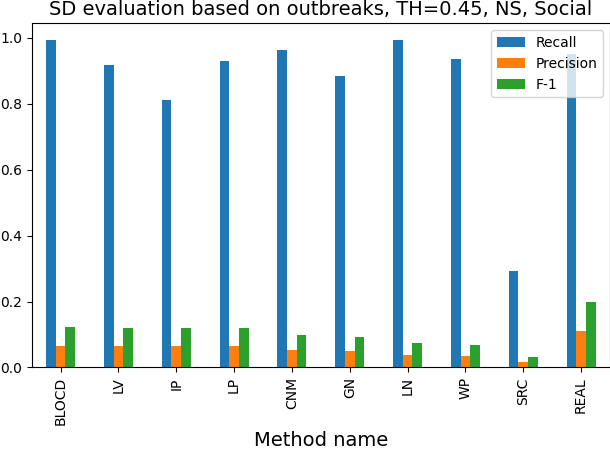 SD evaluation based on outbreaks, TH=0.45, NS, Social
1.0
0.8
0.6
0.4
0.2
0.0
Recall
Precision
F-1
BLOCD
LV
IP
LP
CNM
GN
LN
WP
SRC
REAL
Method name